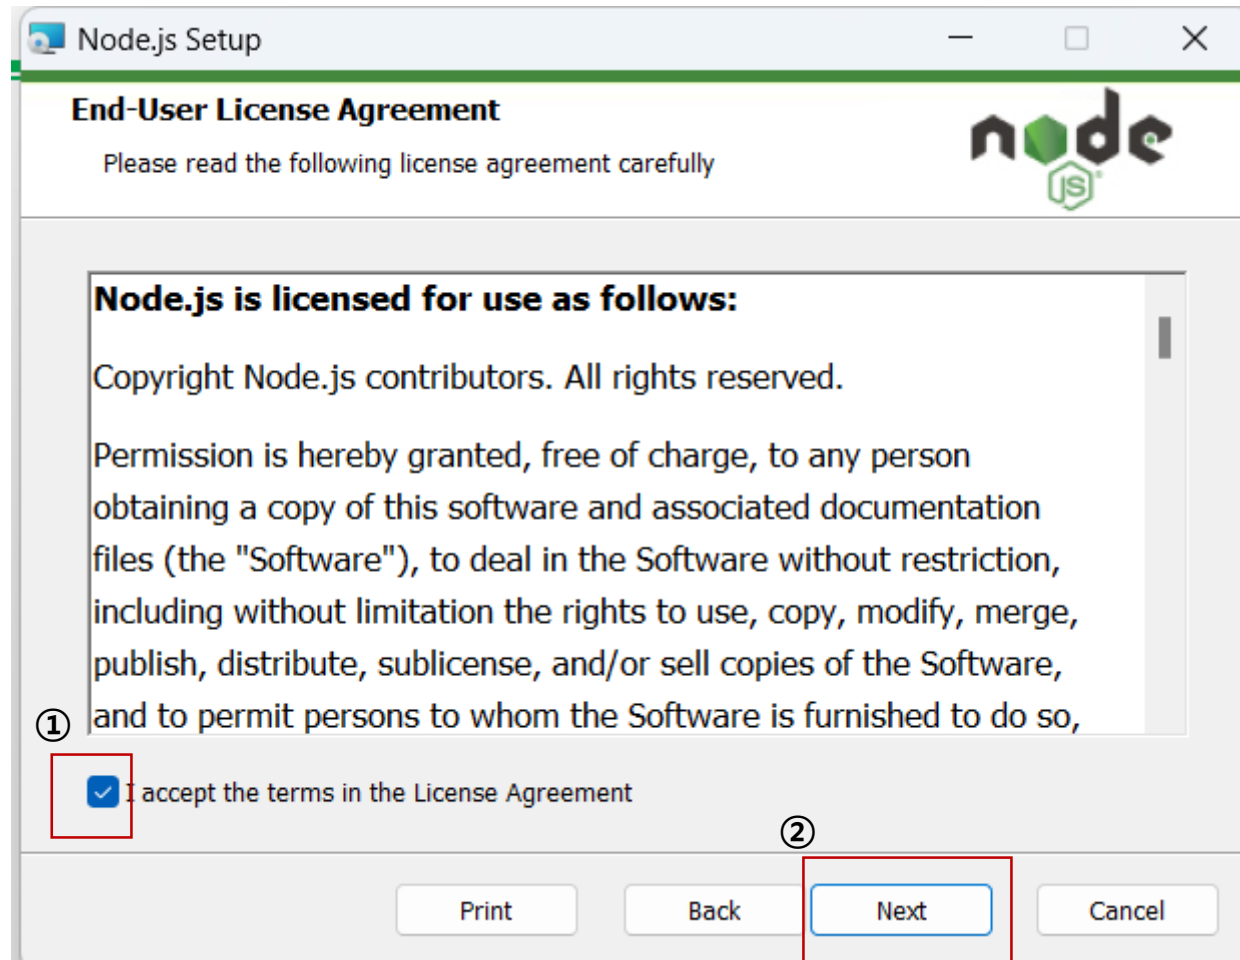 Node.js Setup
End-User License Agreement
Please read the following license agreement carefully
node
JS
Node.js is licensed for use as follows:
Copyright Node.js contributors. All rights reserved.
Permission is hereby granted, free of charge, to any person
obtaining a copy of this software and associated documentation
files (the "Software"), to deal in the Software without restriction,
including without limitation the rights to use, copy, modify, merge,
publish, distribute, sublicense, and/or sell copies of the Software,
and to permit persons to whom the Software is furnished to do so,
①
I accept the terms in the License Agreement
②
Print Back Next Cancel